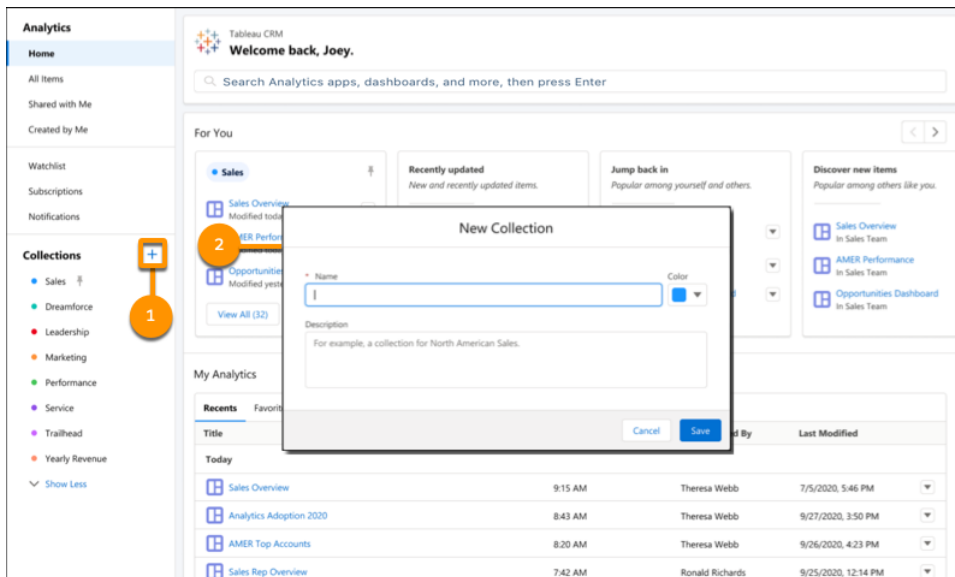 Analytics
Home
All Items
Shared with Me
Created by Me
Watchlist
Subscriptions
Notifications
Collections
1
Sales
Dreamforce
Leadership
Marketing
Performance
Service
Trailhead
Yearly Revenue
Show Less
Tableau CRM
Welcome back, Joey.
Search Analytics apps, dashboards, and more, then press Enter
For You
Sales
Sales Overview
Modified toda
MER Perfor
Opportunitie
Modified yeste
View All (32)
Recently updated
New and recently updated items.
Jump back in
Popular among yourself and others.
Discover new items
Popular among others like you.
Sales Overview
In Sales Team
AMER Performance
In Sales Team
Opportunities Dashboard
In Sales Team
2
New Collection
* Name
Color
Description
For example, a collection for North American Sales.
Cancel
Save
My Analytics
Recents Favorit
Title d By Last Modified
Today
Sales Overview 9:15 AM Theresa Webb 7/5/2020, 5:46 PM
Analytics Adoption 2020 8:43 AM Theresa Webb 9/27/2020, 3:50 PM
AMER Top Accounts 8:20 AM Theresa Webb 9/26/2020, 4:23 PM
Sales Rep Overview 7:42 AM Ronald Richards 9/25/2020, 12:14 PM